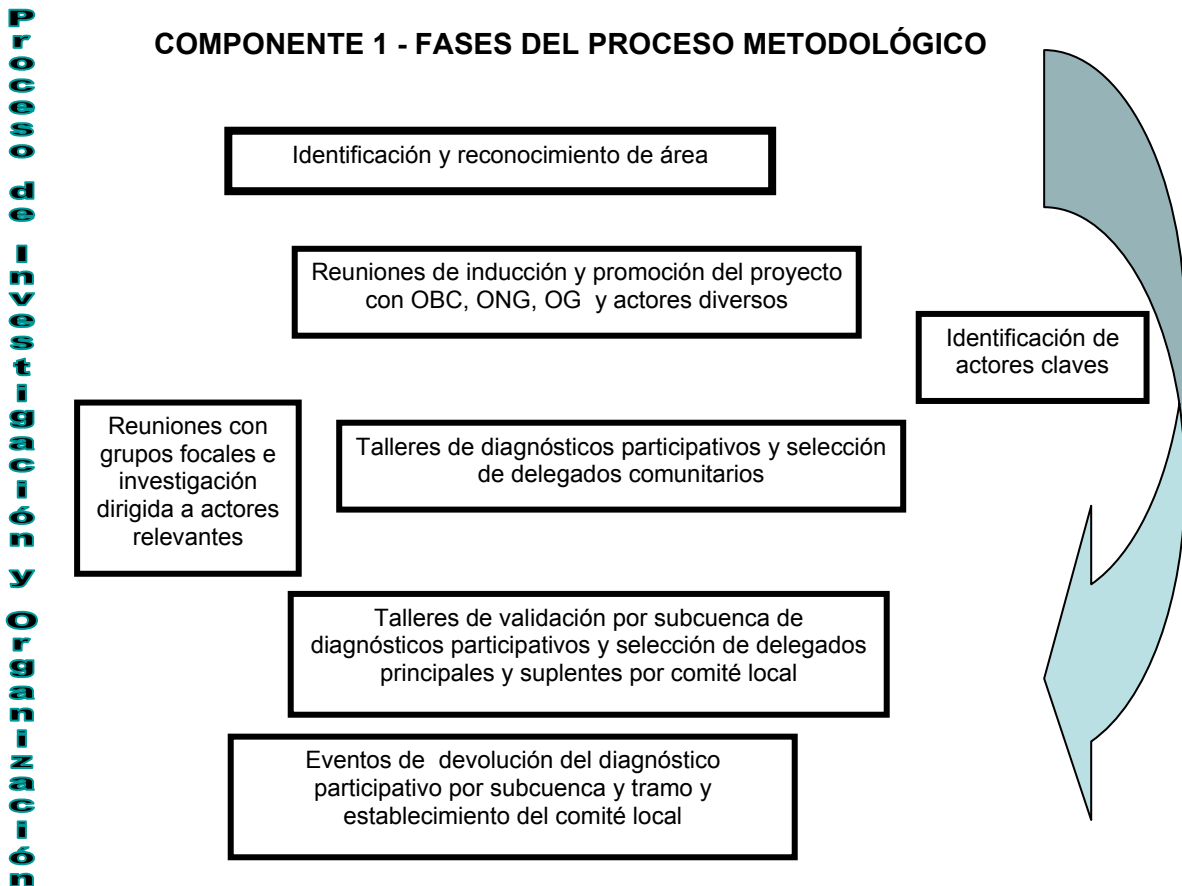 Proceso de Investigación y Organización
COMPONENTE 1 - FASES DEL PROCESO METODOLÓGICO
Identificación y reconocimiento de área
Reuniones de inducción y promoción del proyecto
con OBC, ONG, OG y actores diversos
Identificación de
actores claves
Reuniones con
grupos focales e
investigación
dirigida a actores
relevantes
Talleres de diagnósticos participativos y selección
de delegados comunitarios
Talleres de validación por subcuenca de
diagnósticos participativos y selección de delegados
principales y suplentes por comité local
Eventos de devolución del diagnóstico
participativo por subcuenca y tramo y
establecimiento del comité local